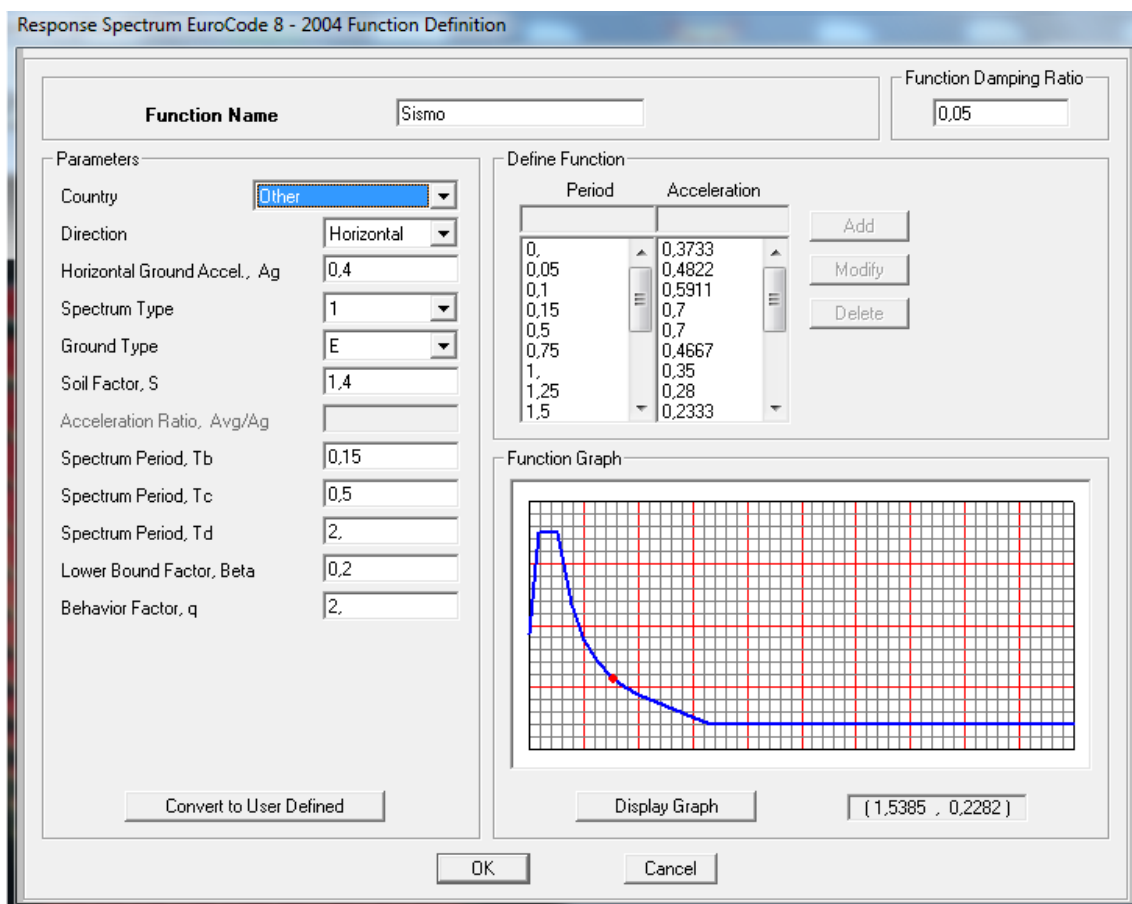 Response Spectrum EuroCode 8 - 2004 Function Definition
Function Name
Sismo
Function Damping Ratio
0,05
Parameters
Country Other
Direction Horizontal
Horizontal Ground Accel., Ag 0,4
Spectrum Type 1
Ground Type E
Soil Factor, S 1,4
Acceleration Ratio, Avg/Ag
Spectrum Period, Tb 0,15
Spectrum Period, Tc 0,5
Spectrum Period, Td 2,
Lower Bound Factor, Beta 0,2
Behavior Factor, q 2,
Convert to User Defined
Define Function
Period Acceleration
0, 0,3733
0,05 0,4822
0,1 0,5911
0,15 0,7
0,5 0,7
0,75 0,4667
1, 0,35
1,25 0,28
1,5 0,2333
Add
Modify
Delete
Function Graph
Display Graph
( 1,5385 , 0,2282 )
OK
Cancel